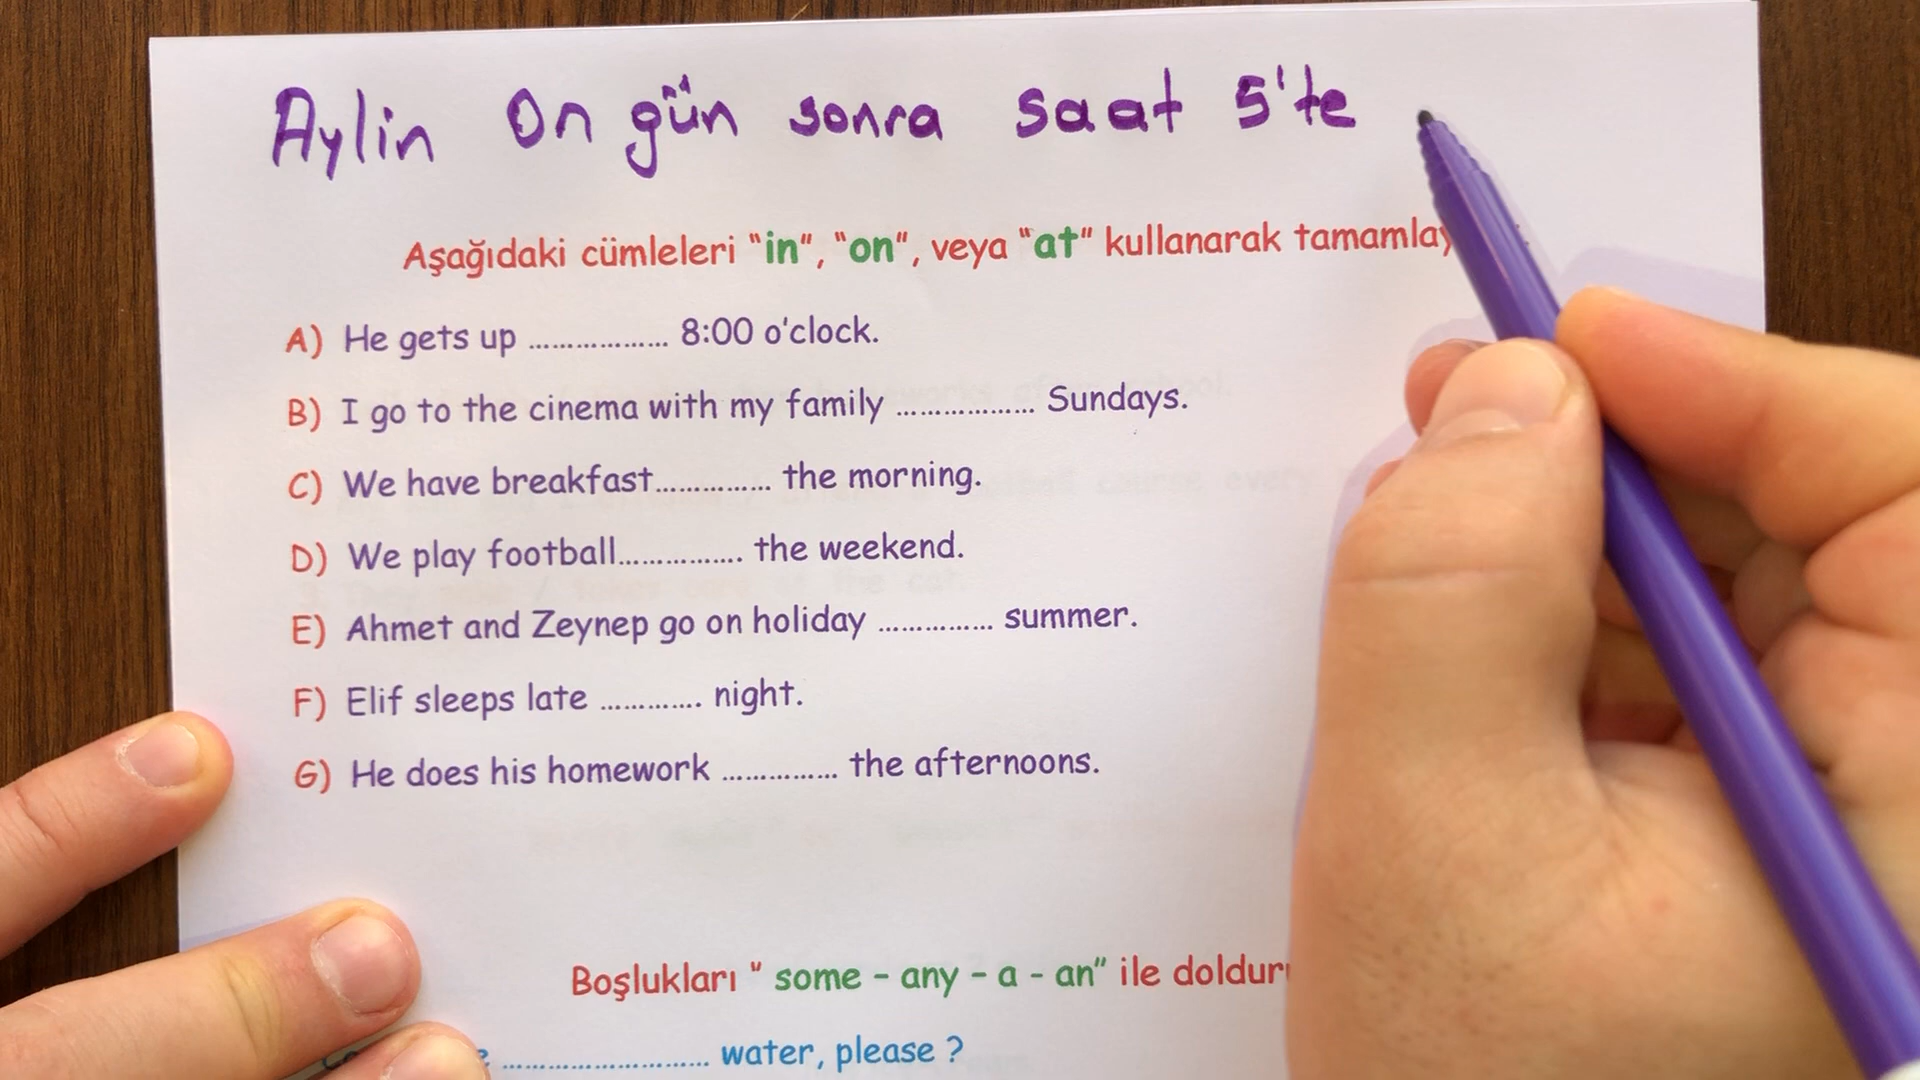 Aylin On gün sonra saat 5'te
Aşağıdaki cümleleri "in", "on", veya "at" kullanarak
A) He gets up .................. 8:00 o'clock.
B) I go to the cinema with my family .................. Sundays.
C) We have breakfast............... the morning.
D) We play football................ the weekend.
E) Ahmet and Zeynep go on holiday ............... summer.
F) Elif sleeps late ............. night.
G) He does his homework ............... the afternoons.
Boşlukları " some - any - a - an" ile
........................... water, please ?